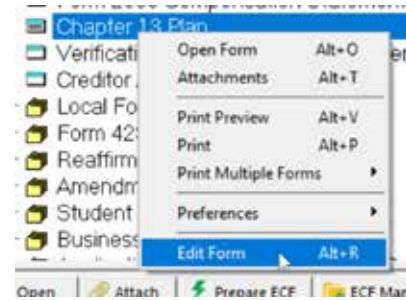 Chapter 13 Plan
Verificati
Creditor
Local Fo
Form 42
Reaffirm
Amendm
Student
Business
Open Form Alt+O
Attachments Alt+T
Print Preview Alt+V
Print Alt+P
Print Multiple Forms
Preferences
Edit Form Alt+R
Open Attach Prepare ECF ECF Man